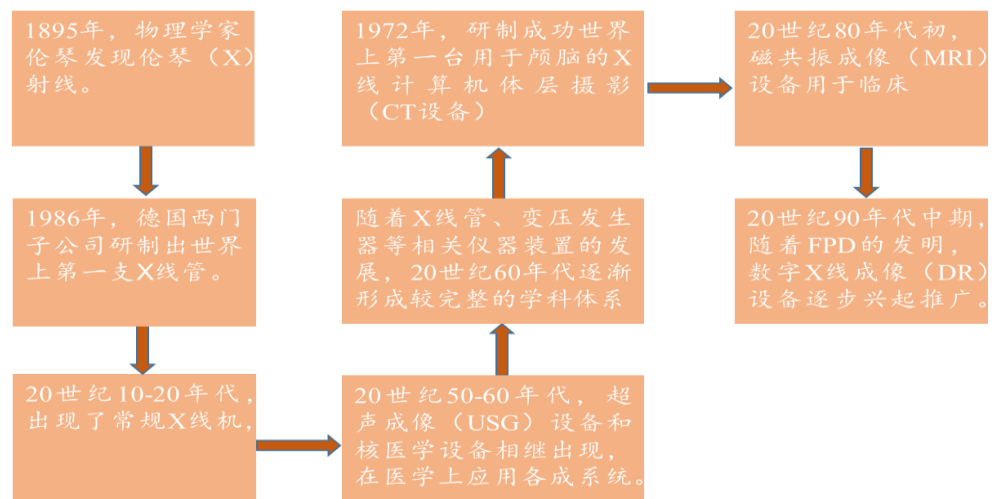 1895年，物理学家
伦琴发现伦琴（X）
射线。
1986年，德国西门
子公司研制出世界
上第一支X线管。
20世纪10-20年代，
出现了常规X线机，
20世纪50-60年代，超
声成像（USG）设备和
核医学设备相继出现，
在医学上应用各成系统。
随着X线管、变压发生
器等相关仪器装置的发
展，20世纪60年代逐渐
形成较完整的学科体系
1972年，研制成功世界
上第一台用于颅脑的X
线计算机体层摄影
（CT设备）
20世纪80年代初，
磁共振成像（MRI）
设备用于临床
20世纪90年代中期，
随着FPD的发明，
数字X线成像（DR）
设备逐步兴起推广。